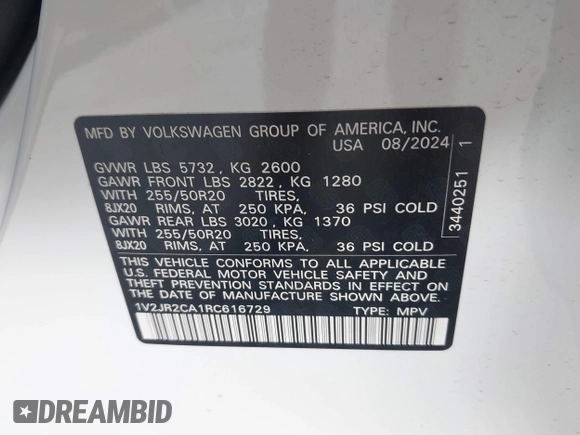 MFD BY VOLKSWAGEN GROUP OF AMERICA, INC.
USA 08/2024
GVWR LBS 5732 , KG 2600
GAWR FRONT LBS 2822 , KG 1280
WITH 255/50R20 TIRES,
8JX20 RIMS, AT 250 KPA, 36 PSI COLD
GAWR REAR LBS 3020 , KG 1370
WITH 255/50R20 TIRES,
8JX20 RIMS, AT 250 KPA, 36 PSI COLD
THIS VEHICLE CONFORMS TO ALL APPLICABLE
U.S. FEDERAL MOTOR VEHICLE SAFETY AND
THEFT PREVENTION STANDARDS IN EFFECT ON
THE DATE OF MANUFACTURE SHOWN ABOVE.
1V2JR2CA1RC616729 TYPE: MPV
34402511 1
DREAMBID